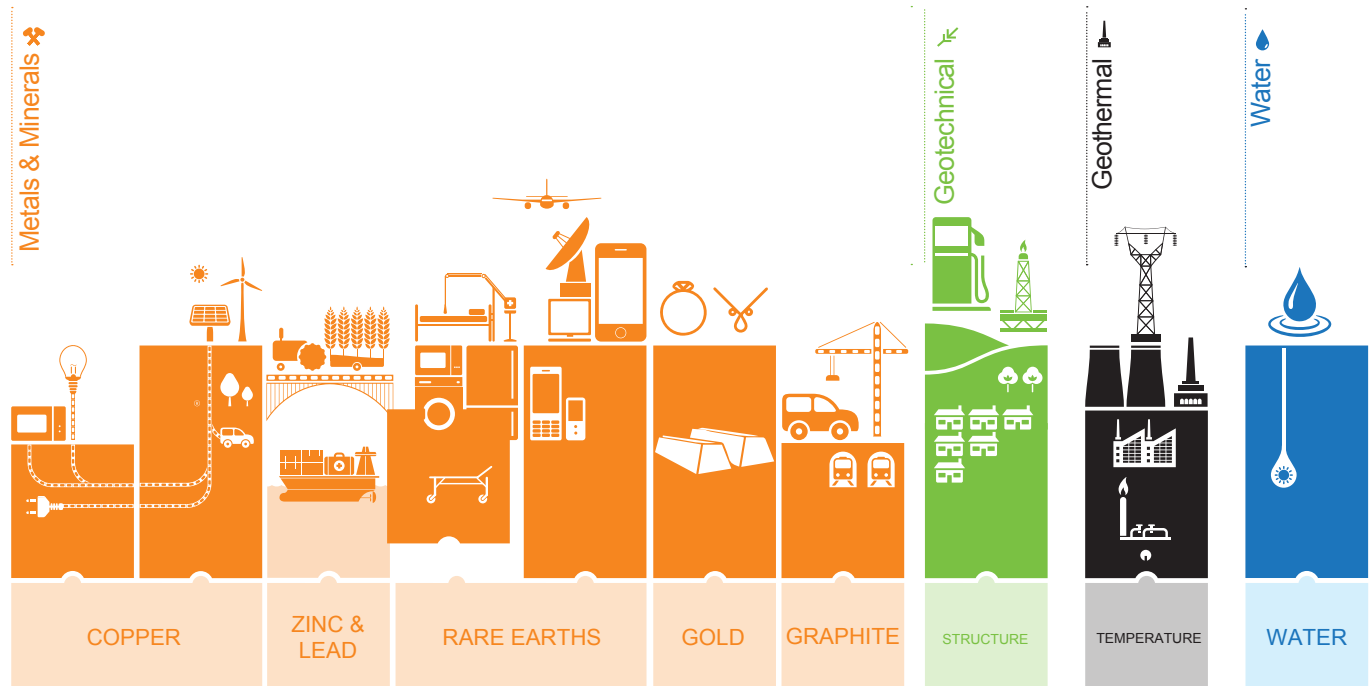 Metals & Minerals
Geotechnical
Geothermal
Water
COPPER
ZINC &
LEAD
RARE EARTHS
GOLD
GRAPHITE
STRUCTURE
TEMPERATURE
WATER